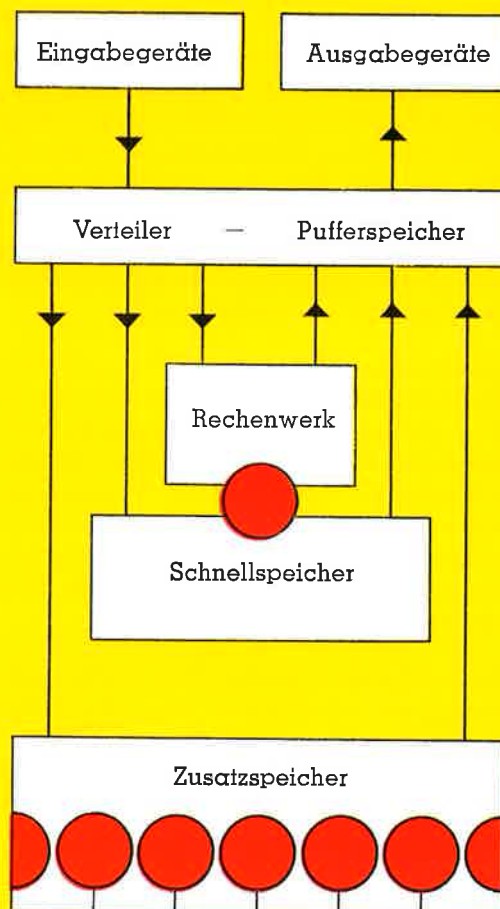 Eingabegeräte
Ausgabegeräte
Verteiler – Pufferspeicher
Rechenwerk
Schnellspeicher
Zusatzspeicher